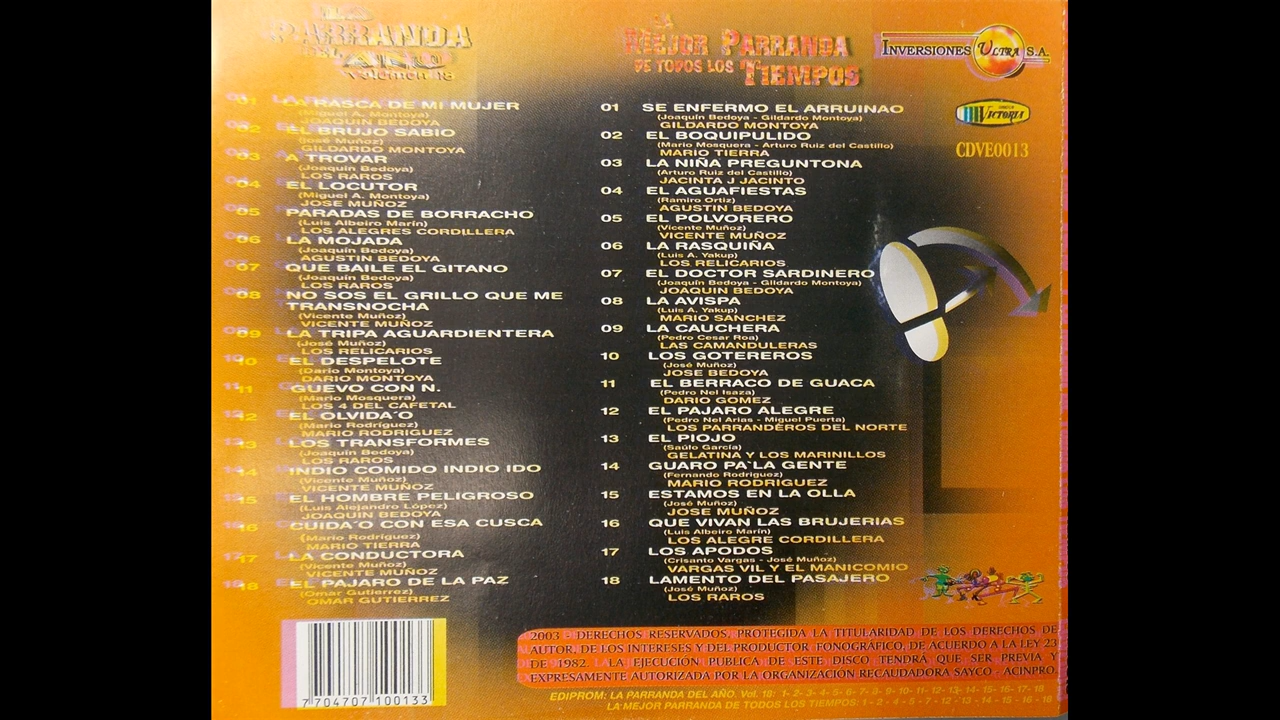 LA
PARRANDA
DEL AÑO
Volumen 18
01 LA RASCA DE MI MUJER
(Miguel A. Montoya)
JOAQUIN BEDOYA
02 EL BRUJO SABIO
(José Muñoz)
GILDARDO MONTOYA
03 A TROVAR
(Joaquin Bedoya)
LOS RAROS
04 EL LOCUTOR
(Miguel A. Montoya)
JOSE MUÑOZ
05 PARADAS DE BORRACHO
(Luis Albeiro Marín)
LOS ALEGRES CORDILLERA
06 LA MOJADA
(Joaquin Bedoya)
AGUSTIN BEDOYA
07 QUE BAILE EL GITANO
(Joaquin Bedoya)
LOS RAROS
08 NO SOS EL GRILLO QUE ME
TRANSNOCHA
(Vicente Muñoz)
VICENTE MUÑOZ
09 LA TRIPA AGUARDIENTERA
(José Muñoz)
LOS RELICARIOS
10 EL DESPELOTE
(Dario Montoya)
DARIO MONTOYA
11 GUEVO CON N.
(Mario Mosquera)
LOS 4 DEL CAFETAL
12 EL OLVIDA´O
(Mario Rodríguez)
MARIO RODRIGUEZ
13 LOS TRANSFORMES
(Joaquin Bedoya)
LOS RAROS
14 INDIO COMIDO INDIO IDO
(Vicente Muñoz)
VICENTE MUÑOZ
15 EL HOMBRE PELIGROSO
(Luis Alejandro López)
JOAQUIN BEDOYA
16 CUIDA´O CON ESA CUSCA
(Mario Rodríguez)
MARIO TIERRA
17 LA CONDUCTORA
(Vicente Muñoz)
VICENTE MUÑOZ
18 EL PAJARO DE LA PAZ
(Omar Gutierrez)
OMAR GUTIERREZ
LA
MEJOR PARRANDA
DE TODOS LOS TIEMPOS
01 SE ENFERMO EL ARRUINAO
(Joaquín Bedoya - Gildardo Montoya)
GILDARDO MONTOYA
02 EL BOQUIPULIDO
(Mario Mosquera - Arturo Ruiz del Castillo)
MARIO TIERRA
03 LA NIÑA PREGUNTONA
(Arturo Ruiz del Castillo)
JACINTA J JACINTO
04 EL AGUAFIESTAS
(Ramiro Ortiz)
AGUSTIN BEDOYA
05 EL POLVORERO
(Vicente Muñoz)
VICENTE MUÑOZ
06 LA RASQUIÑA
(Luis A. Yakup)
LOS RELICARIOS
07 EL DOCTOR SARDINERO
(Joaquín Bedoya - Gildardo Montoya)
JOAQUIN BEDOYA
08 LA AVISPA
(Luis A. Yakup)
MARIO SANCHEZ
09 LA CAUCHERA
(Pedro Cesar Roa)
LAS CAMANDULERAS
10 LOS GOTEREROS
(José Muñoz)
JOSE BEDOYA
11 EL BERRACO DE GUACA
(Pedro Nel Isaza)
DARIO GOMEZ
12 EL PAJARO ALEGRE
(Pedro Nel Arias - Miguel Puerta)
LOS PARRANDEROS DEL NORTE
13 EL PIOJO
(Saúlo García)
GELATINA Y LOS MARINILLOS
14 GUARO PA`LA GENTE
(Fernando Rodriguez)
MARIO RODRIGUEZ
15 ESTAMOS EN LA OLLA
(José Muñoz)
JOSE MUÑOZ
16 QUE VIVAN LAS BRUJERIAS
(Luis Albeiro Marín)
LOS ALEGRE CORDILLERA
17 LOS APODOS
(Crisanto Vargas - José Muñoz)
VARGAS VIL Y EL MANICOMIO
18 LAMENTO DEL PASAJERO
(José Muñoz)
LOS RAROS
INVERSIONES ULTRA S.A.
VICTORIA
CDVE0013
7 704707 100133
2003 - DERECHOS RESERVADOS, PROTEGIDA LA TITULARIDAD DE LOS DERECHOS DE
AUTOR, DE LOS INTERESES Y DEL PRODUCTOR FONOGRÁFICO, DE ACUERDO A LA LEY 23
DE 1982. LA EJECUCIÓN PUBLICA DE ESTE DISCO TENDRÁ QUE SER PREVIA Y
EXPRESAMENTE AUTORIZADA POR LA ORGANIZACIÓN RECAUDADORA SAYCO - ACINPRO.
EDIPROM: LA PARRANDA DEL AÑO. Vol. 18: 1- 2- 3- 4- 5- 6- 7- 8- 9- 10- 11- 12- 13- 14- 15- 16- 17- 18
LA MEJOR PARRANDA DE TODOS LOS TIEMPOS: 1 - 2 - 4 - 5 - 7 - 12 - 13 - 14 - 15 - 16